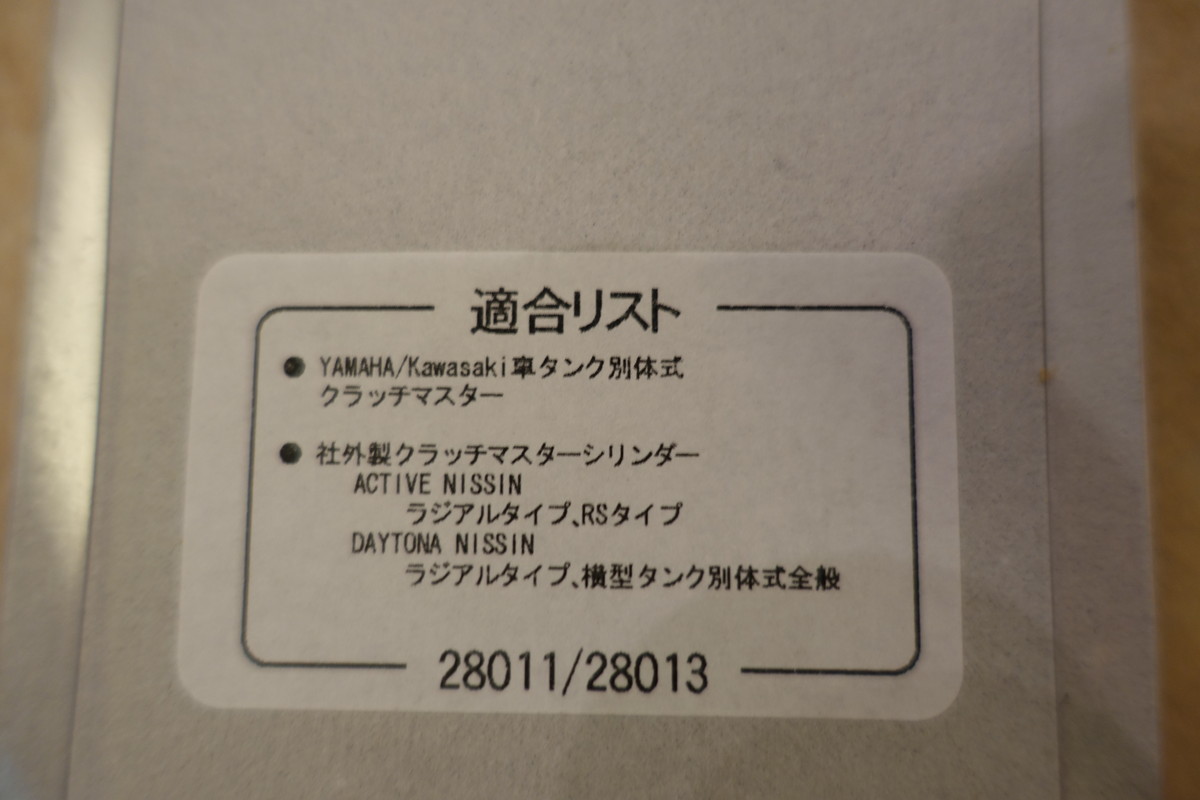 適合リスト
● YAMAHA/Kawasaki車タンク別体式
クラッチマスター
● 社外製クラッチマスターシリンダー
ACTIVE NISSIN
ラジアルタイプ、RSタイプ
DAYTONA NISSIN
ラジアルタイプ、横型タンク別体式全般
28011/28013